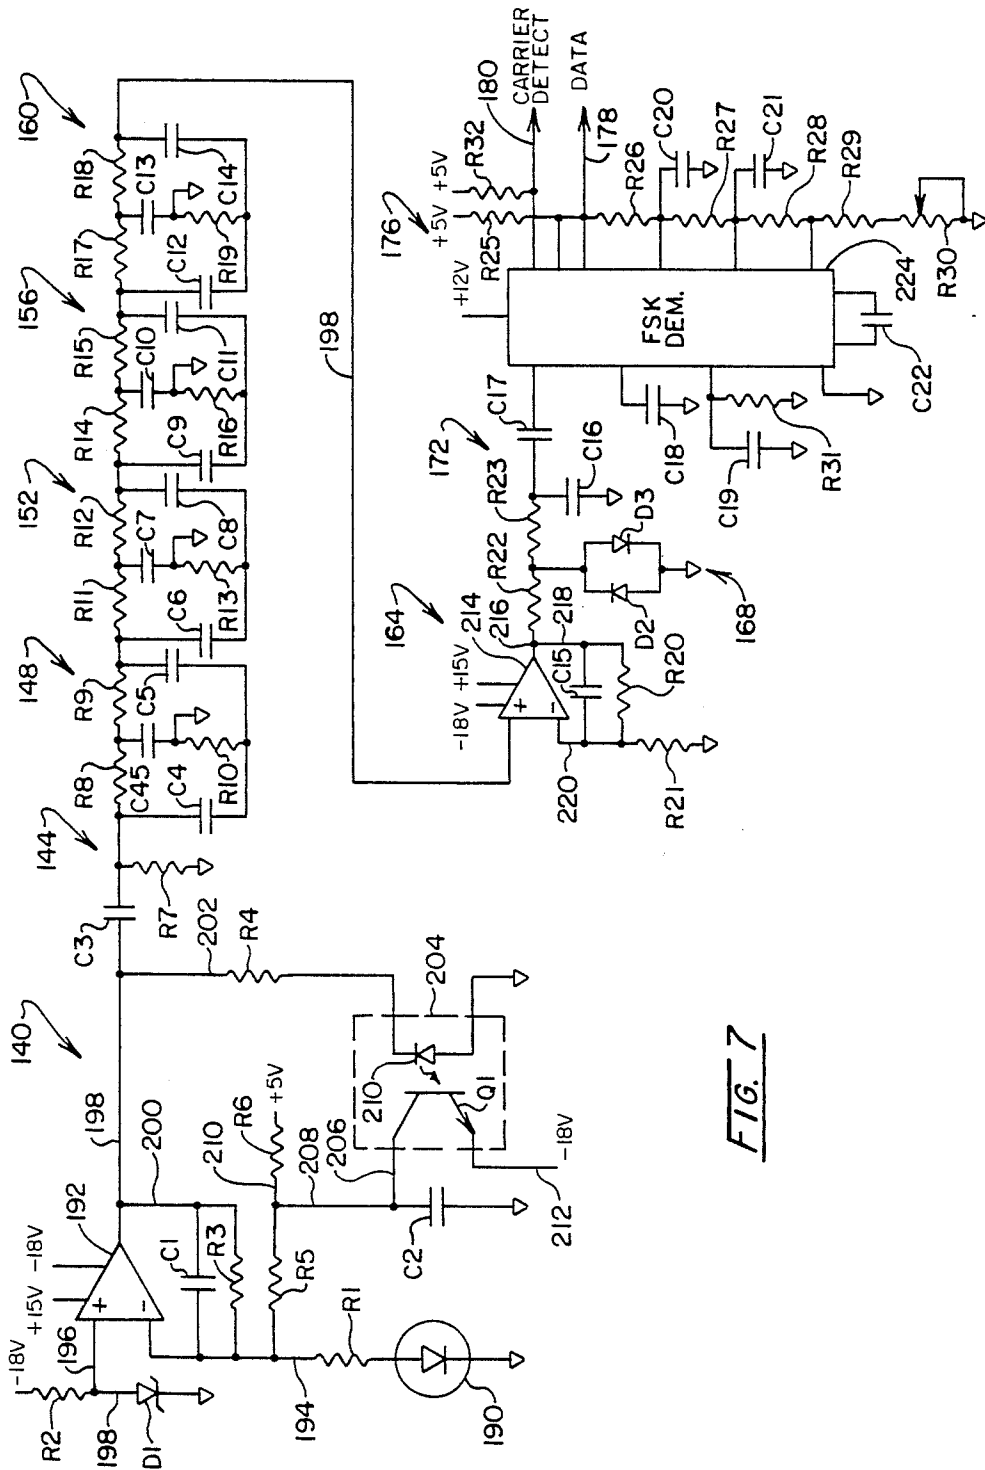 140
144
148
152
156
160
R2
-18V
+15V
-18V
196
192
198
D1
198
200
C1
R3
210
R6
+5V
R5
208
206
C2
212
-18V
194
R1
190
C3
R7
202
R4
204
210
Q1
R8
R9
C45
C4
R10
C5
R11
R12
C6
C7
R13
C8
R14
R15
C9
C10
R16
C11
R17
R18
C12
C13
R19
C14
198
164
-18V
+15V
214
216
218
C15
220
R20
R21
R22
R23
172
C16
C17
D2
D3
168
176
+12V
+5V
+5V
R25
R32
180
CARRIER
DETECT
178
DATA
FSK
DEM.
C18
C19
R31
C22
224
R26
C20
R27
C21
R28
R29
R30
FIG. 7